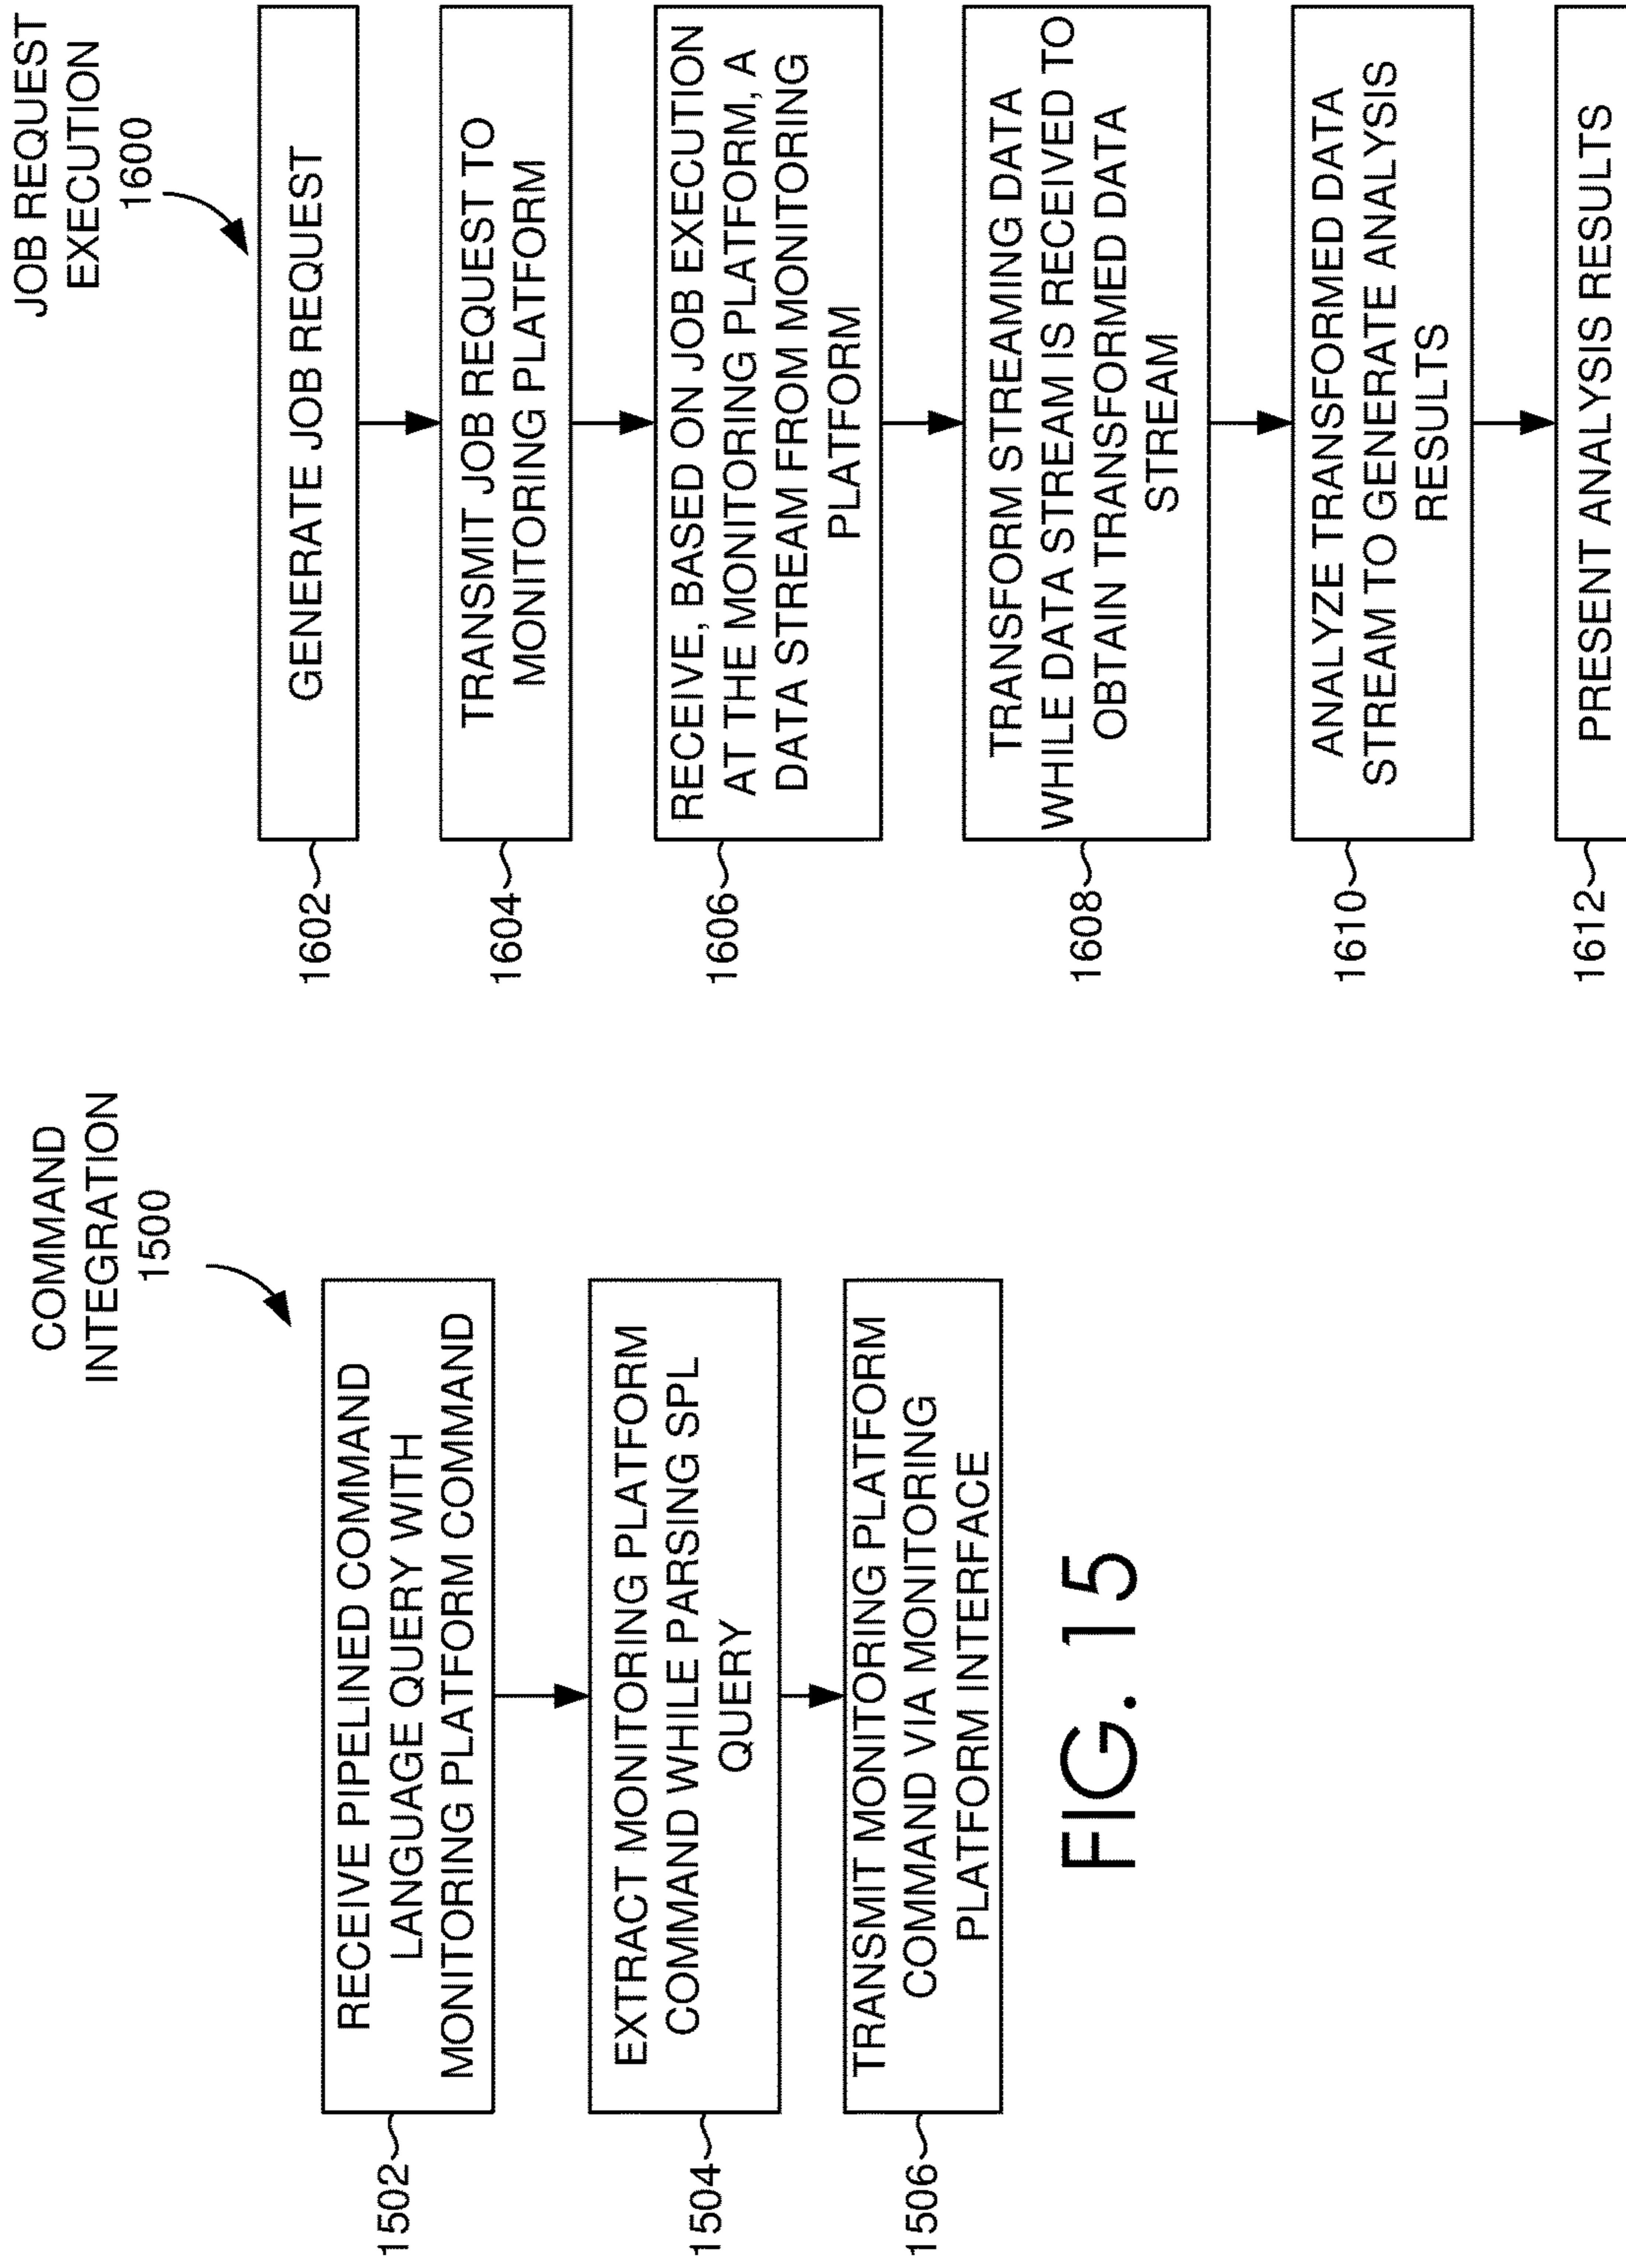 COMMAND
INTEGRATION
1500
1502
RECEIVE PIPELINED COMMAND
LANGUAGE QUERY WITH
MONITORING PLATFORM COMMAND
1504
EXTRACT MONITORING PLATFORM
COMMAND WHILE PARSING SPL
QUERY
1506
TRANSMIT MONITORING PLATFORM
COMMAND VIA MONITORING
PLATFORM INTERFACE
FIG. 15
JOB REQUEST
EXECUTION
1600
1602
GENERATE JOB REQUEST
1604
TRANSMIT JOB REQUEST TO
MONITORING PLATFORM
1606
RECEIVE, BASED ON JOB EXECUTION
AT THE MONITORING PLATFORM, A
DATA STREAM FROM MONITORING
PLATFORM
1608
TRANSFORM STREAMING DATA
WHILE DATA STREAM IS RECEIVED TO
OBTAIN TRANSFORMED DATA
STREAM
1610
ANALYZE TRANSFORMED DATA
STREAM TO GENERATE ANALYSIS
RESULTS
1612
PRESENT ANALYSIS RESULTS